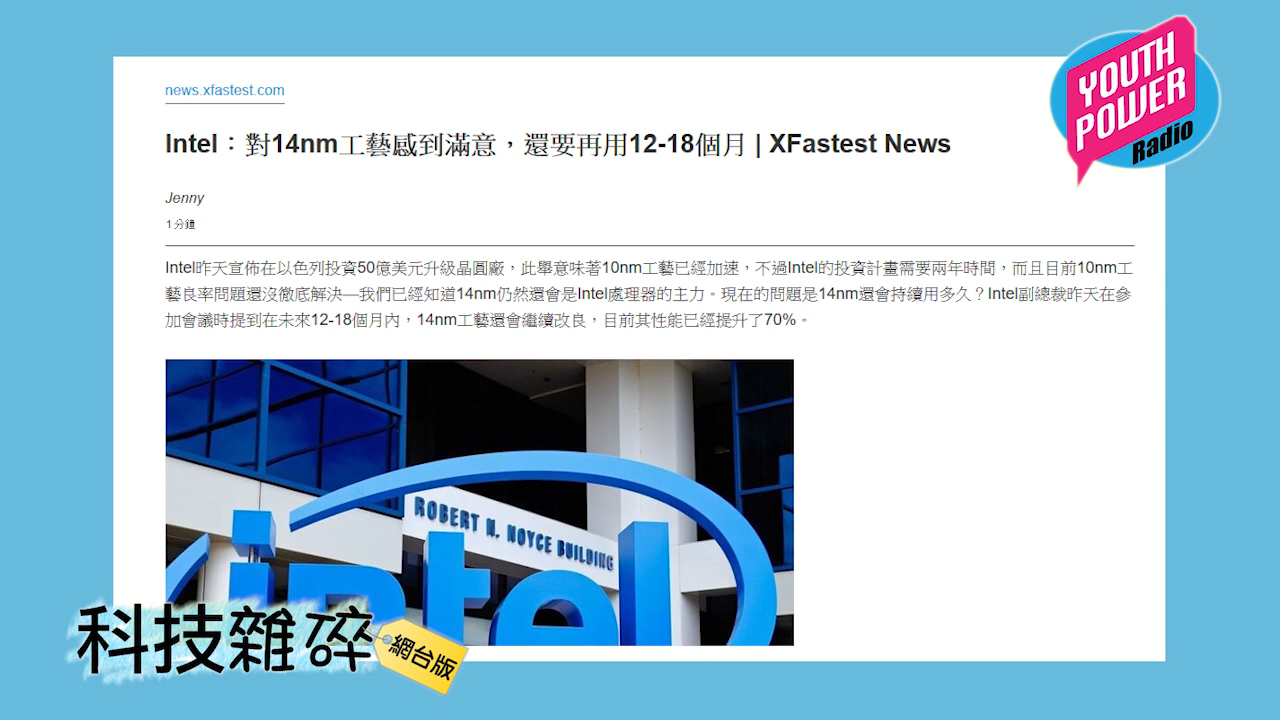 news.xfastest.com
Intel：對14nm工藝感到滿意，還要再用12-18個月 | XFastest News
Jenny
1 分鐘
Intel昨天宣佈在以色列投資50億美元升級晶圓廠，此舉意味著10nm工藝已經加速，不過Intel的投資計畫需要兩年時間，而且目前10nm工
藝良率問題還沒徹底解決—我們已經知道14nm仍然還會是Intel處理器的主力。現在的問題是14nm還會持續用多久？Intel副總裁昨天在參
加會議時提到在未來12-18個月內，14nm工藝還會繼續改良，目前其性能已經提升了70%。
ROBERT N. NOYCE BUILDING
intel
科技雜碎
網台版
YOUTH
POWER
Radio